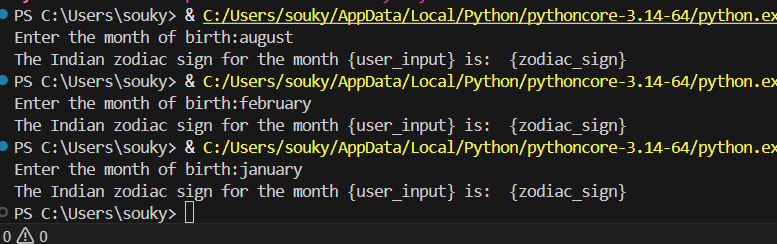 PS C:\Users\souky> & C:/Users/souky/AppData/Local/Python/pythoncore-3.14-64/python.ex
Enter the month of birth:august
The Indian zodiac sign for the month {user_input} is:  {zodiac_sign}
PS C:\Users\souky> & C:/Users/souky/AppData/Local/Python/pythoncore-3.14-64/python.ex
Enter the month of birth:february
The Indian zodiac sign for the month {user_input} is:  {zodiac_sign}
PS C:\Users\souky> & C:/Users/souky/AppData/Local/Python/pythoncore-3.14-64/python.ex
Enter the month of birth:january
The Indian zodiac sign for the month {user_input} is:  {zodiac_sign}
PS C:\Users\souky>
0 0